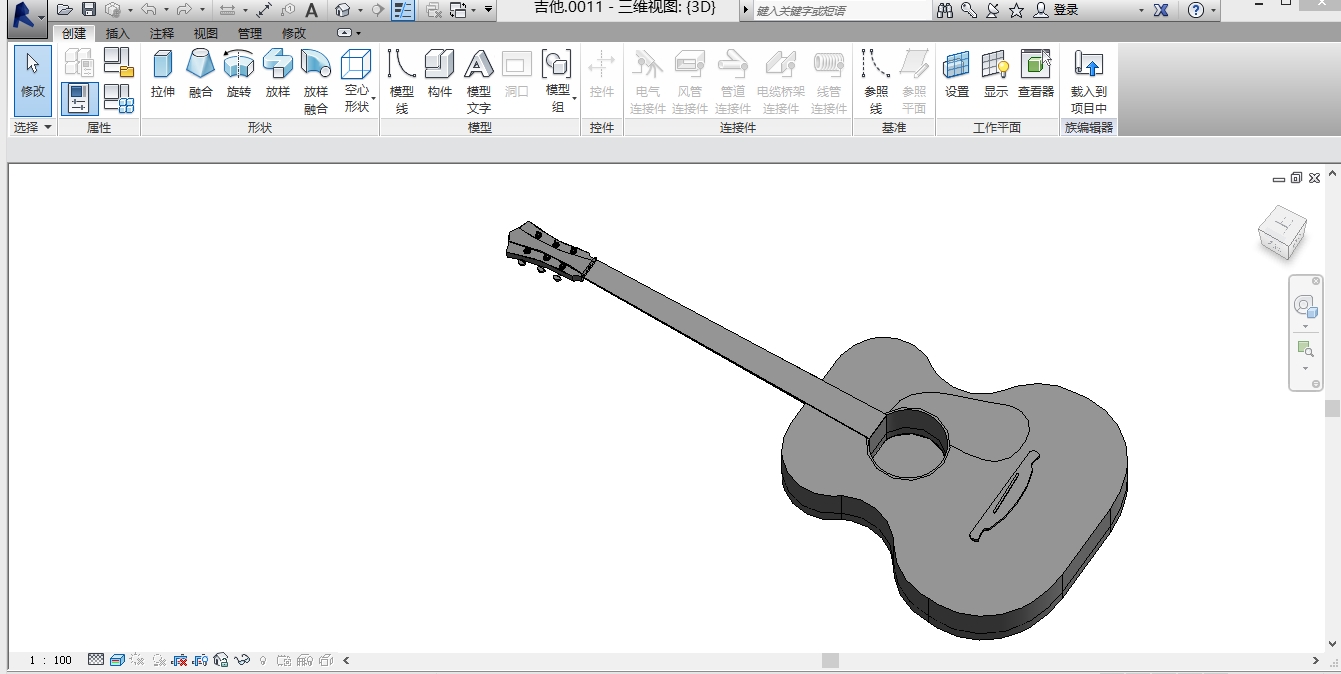 吉他.0011 - 三维视图: {3D}
键入关键字或短语
登录
创建 插入 注释 视图 管理 修改
修改
拉伸 融合 旋转 放样 放样融合 空心形状
模型线 构件 模型文字 洞口 模型组
控件
电气连接件 风管连接件 管道连接件 电缆桥架连接件 线管连接件
参照线 参照平面
设置 显示 查看器
载入到项目中
选择 属性 形状 模型 控件 连接件 基准 工作平面 族编辑器
1 : 100